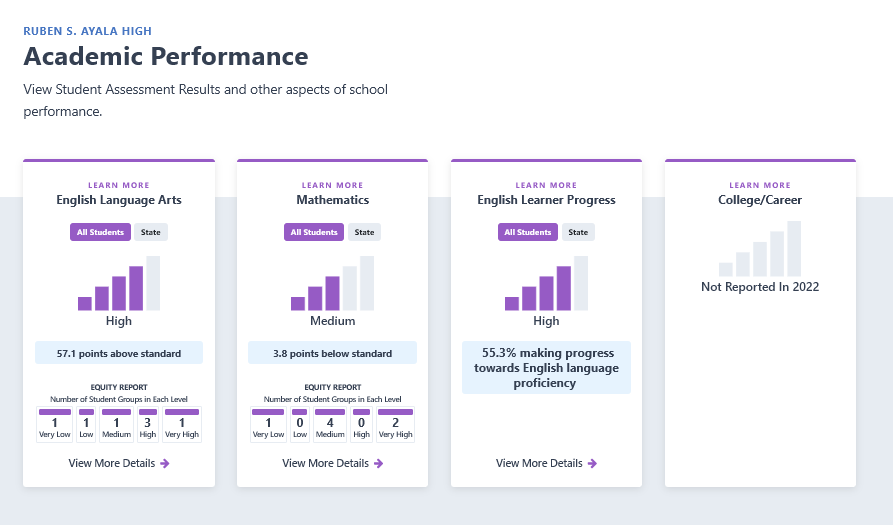 RUBEN S. AYALA HIGH
Academic Performance
View Student Assessment Results and other aspects of school
performance.
LEARN MORE
English Language Arts
All Students State
High
57.1 points above standard
EQUITY REPORT
Number of Student Groups in Each Level
1 1 1 3 1
Very Low Low Medium High Very High
View More Details
LEARN MORE
Mathematics
All Students State
Medium
3.8 points below standard
EQUITY REPORT
Number of Student Groups in Each Level
1 0 4 0 2
Very Low Low Medium High Very High
View More Details
LEARN MORE
English Learner Progress
All Students State
High
55.3% making progress
towards English language
proficiency
View More Details
LEARN MORE
College/Career
Not Reported In 2022